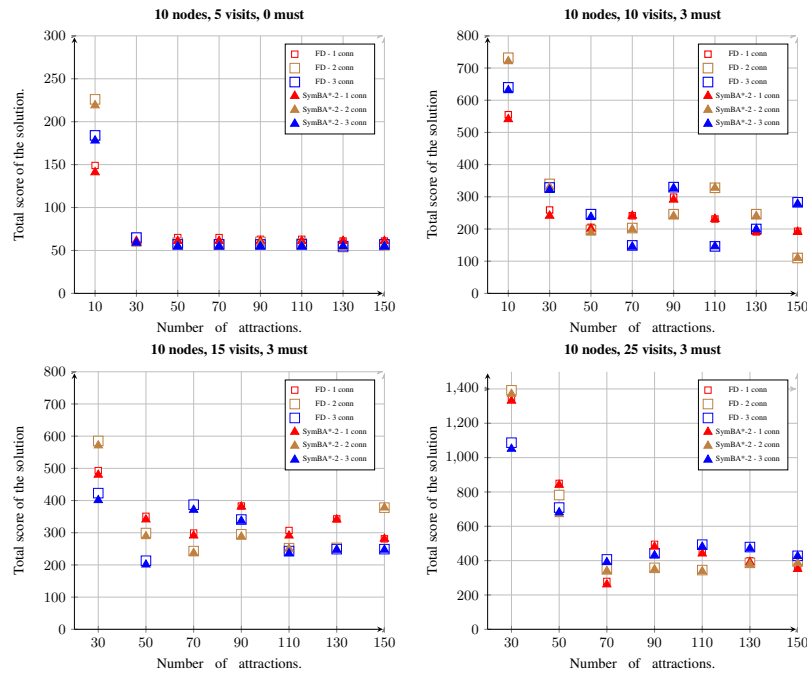 10 nodes, 5 visits, 0 must
300
250
200
150
100
50
0
Total score of the solution.
FD - 1 conn
FD - 2 conn
FD - 3 conn
SymBA*-2 - 1 conn
SymBA*-2 - 2 conn
SymBA*-2 - 3 conn
10 30 50 70 90 110 130 150
Number of attractions.
10 nodes, 10 visits, 3 must
800
700
600
500
400
300
200
100
0
Total score of the solution
FD - 1 conn
FD - 2 conn
FD - 3 conn
SymBA*-2 - 1 conn
SymBA*-2 - 2 conn
SymBA*-2 - 3 conn
10 30 50 70 90 110 130 150
Number of attractions.
10 nodes, 15 visits, 3 must
800
700
600
500
400
300
200
100
0
Total score of the solution
FD - 1 conn
FD - 2 conn
FD - 3 conn
SymBA*-2 - 1 conn
SymBA*-2 - 2 conn
SymBA*-2 - 3 conn
30 50 70 90 110 130 150
Number of attractions.
10 nodes, 25 visits, 3 must
1,400
1,200
1,000
800
600
400
200
0
Total score of the solution
FD - 1 conn
FD - 2 conn
FD - 3 conn
SymBA*-2 - 1 conn
SymBA*-2 - 2 conn
SymBA*-2 - 3 conn
30 50 70 90 110 130 150
Number of attractions.